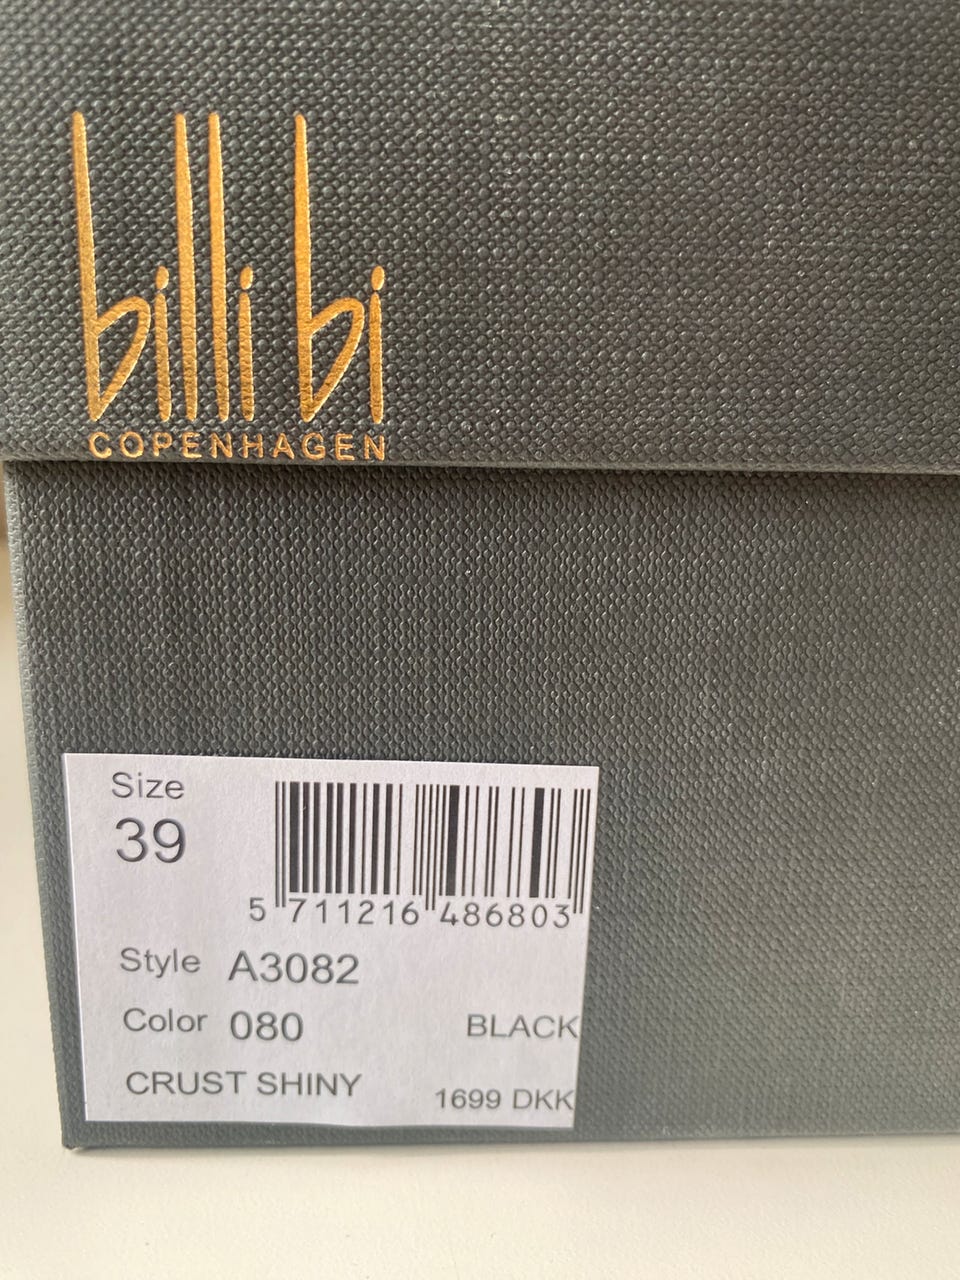 billi bi
COPENHAGEN
Size
39
5 711216 486803
Style A3082
Color 080 BLACK
CRUST SHINY
1699 DKK